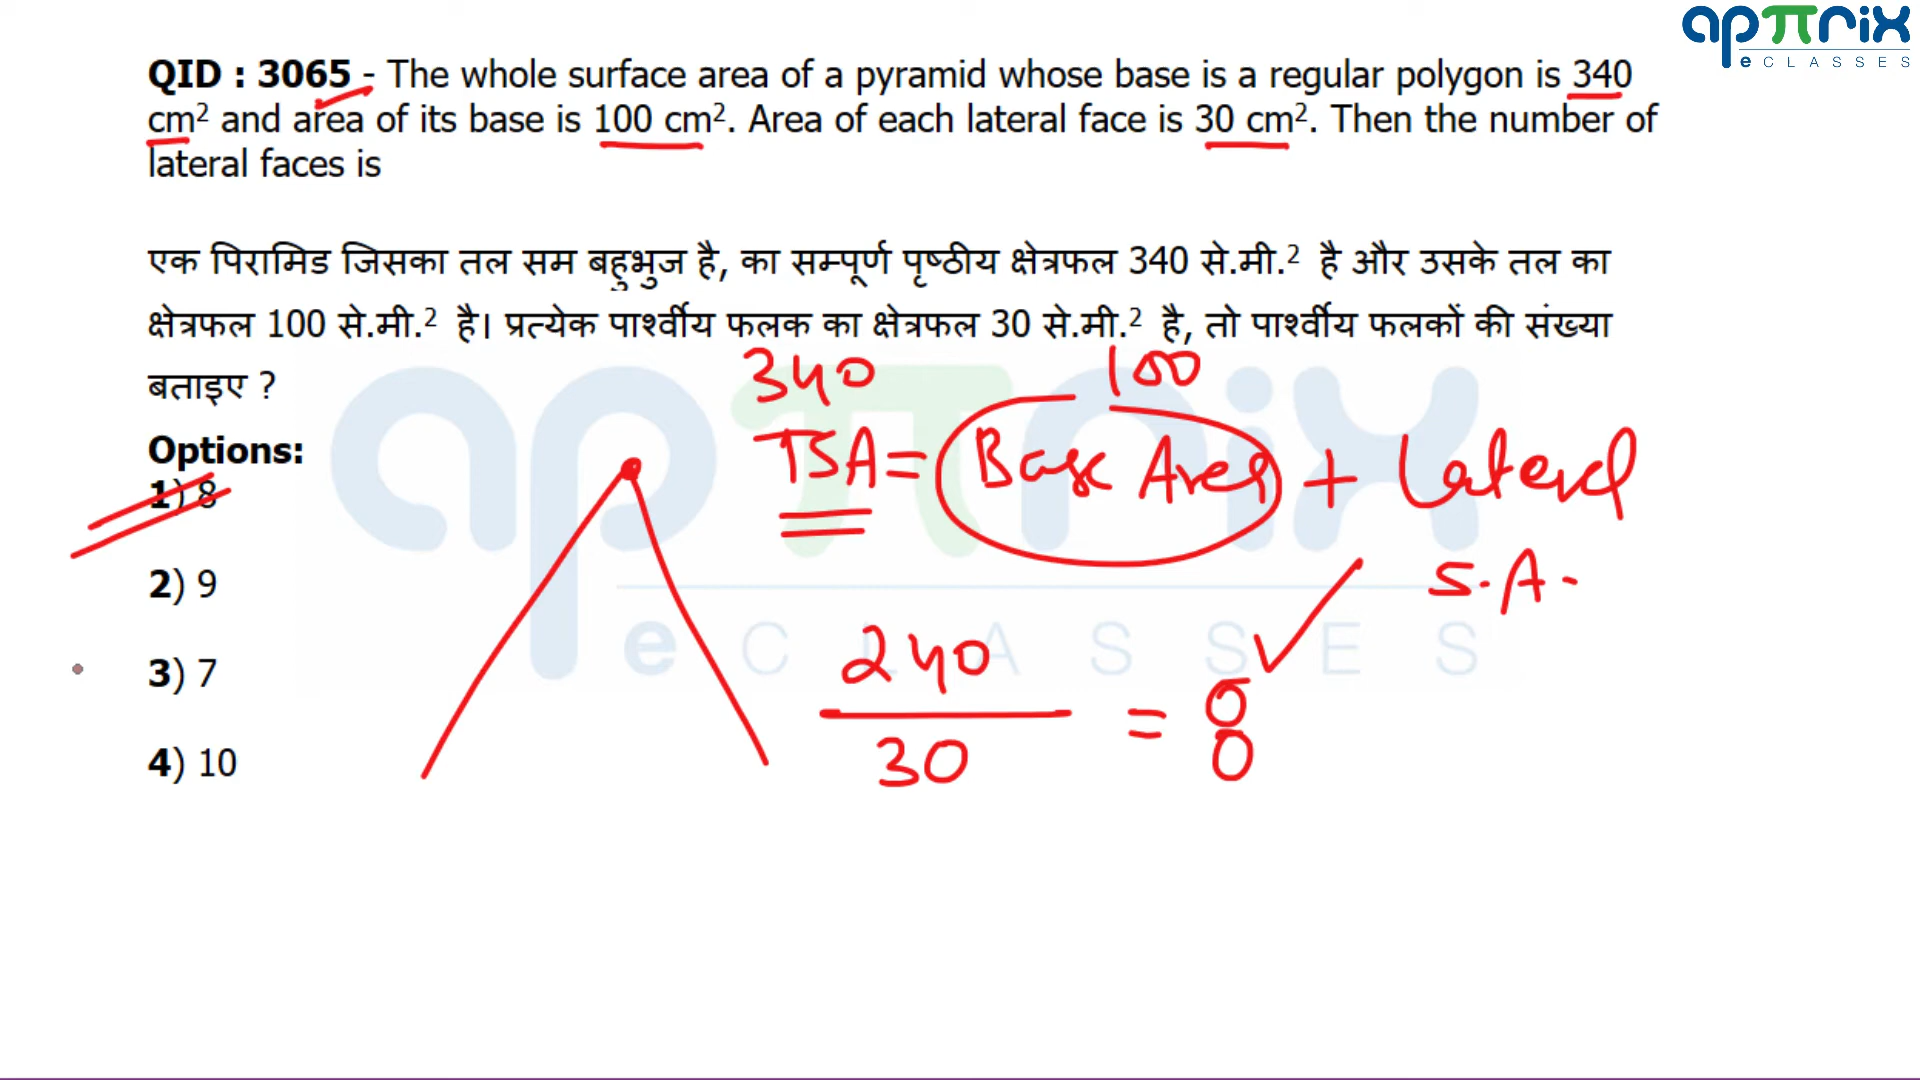 apπrix
eCLASSES
QID : 3065 - The whole surface area of a pyramid whose base is a regular polygon is 340
cm² and area of its base is 100 cm². Area of each lateral face is 30 cm². Then the number of
lateral faces is
एक पिरामिड जिसका तल सम बहुभुज है, का सम्पूर्ण पृष्ठीय क्षेत्रफल 340 से.मी.² है और उसके तल का
क्षेत्रफल 100 से.मी.² है। प्रत्येक पार्श्वीय फलक का क्षेत्रफल 30 से.मी.² है, तो पार्श्वीय फलकों की संख्या
बताइए ?
340 100
TSA = Base Area + Lateral
S.A.
Options:
1) 8
2) 9
3) 7
4) 10
240
30
= 8
apπrix
eCLASSES